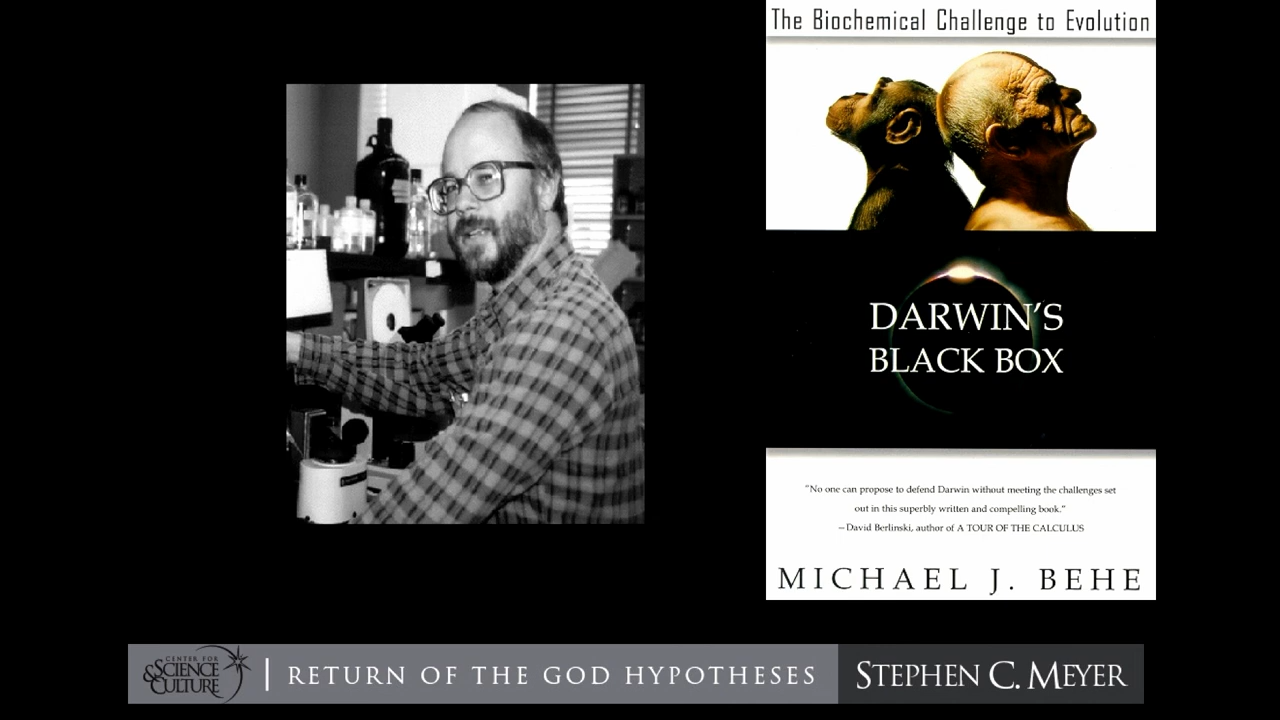 The Biochemical Challenge to Evolution
DARWIN'S
BLACK BOX
"No one can propose to defend Darwin without meeting the challenges set
out in this superbly written and compelling book."
—David Berlinski, author of A TOUR OF THE CALCULUS
MICHAEL J. BEHE
CENTER FOR
SCIENCE
& CULTURE
RETURN OF THE GOD HYPOTHESES
STEPHEN C. MEYER